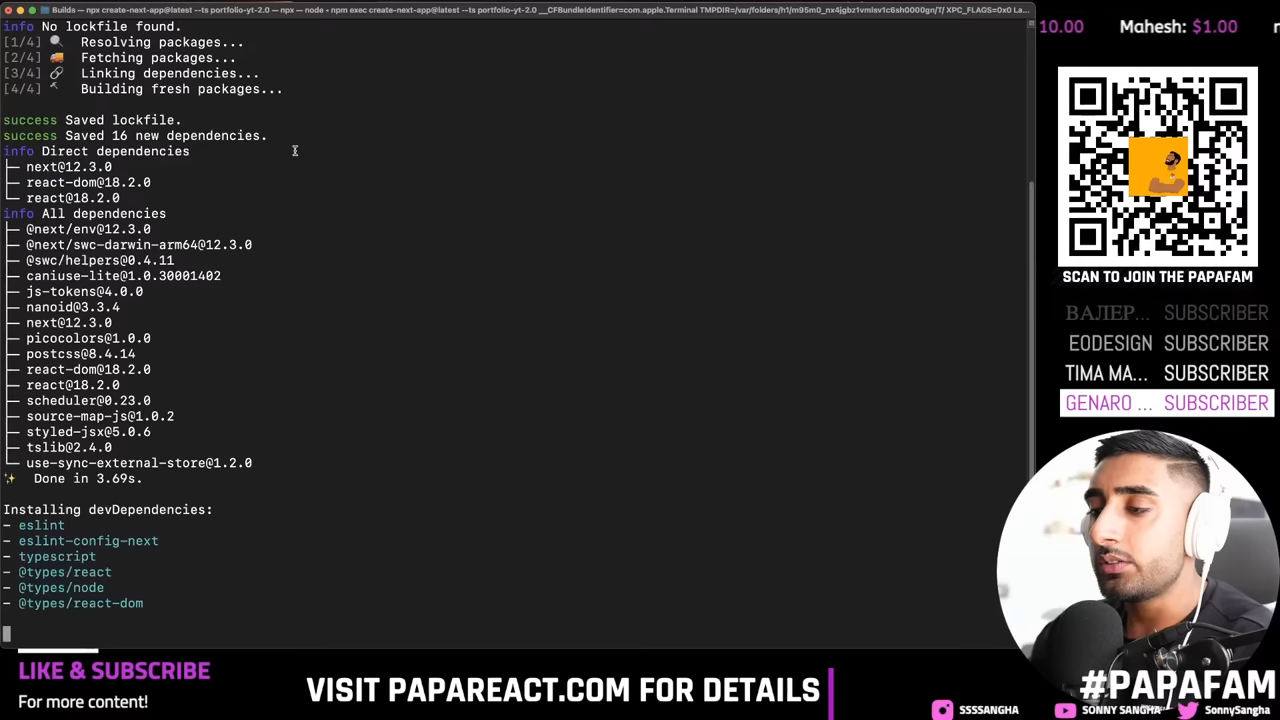 Builds — npx create-next-app@latest --ts portfolio-yt-2.0 — npx — node • npm exec create-next-app@latest --ts portfolio-yt-2.0 __CFBundleIdentifier=com.apple.Terminal
info No lockfile found.
[1/4] 🔍 Resolving packages...
[2/4] 🚚 Fetching packages...
[3/4] 🔗 Linking dependencies...
[4/4] 🔨 Building fresh packages...
success Saved lockfile.
success Saved 16 new dependencies.
info Direct dependencies
├─ next@12.3.0
├─ react-dom@18.2.0
└─ react@18.2.0
info All dependencies
├─ @next/env@12.3.0
├─ @next/swc-darwin-arm64@12.3.0
├─ @swc/helpers@0.4.11
├─ caniuse-lite@1.0.30001402
├─ js-tokens@4.0.0
├─ nanoid@3.3.4
├─ next@12.3.0
├─ picocolors@1.0.0
├─ postcss@8.4.14
├─ react-dom@18.2.0
├─ react@18.2.0
├─ scheduler@0.23.0
├─ source-map-js@1.0.2
├─ styled-jsx@5.0.6
├─ tslib@2.4.0
└─ use-sync-external-store@1.2.0
✨ Done in 3.69s.
Installing devDependencies:
- eslint
- eslint-config-next
- typescript
- @types/react
- @types/node
- @types/react-dom
10.00 Mahesh: $1.00
SCAN TO JOIN THE PAPAFAM
ВАЛЕР... SUBSCRIBER
EODESIGN SUBSCRIBER
TIMA MA... SUBSCRIBER
GENARO ... SUBSCRIBER
LIKE & SUBSCRIBE
For more content!
VISIT PAPAREACT.COM FOR DETAILS
#PAPAFAM
SSSSANGHA SONNY SANGHA SonnySangha